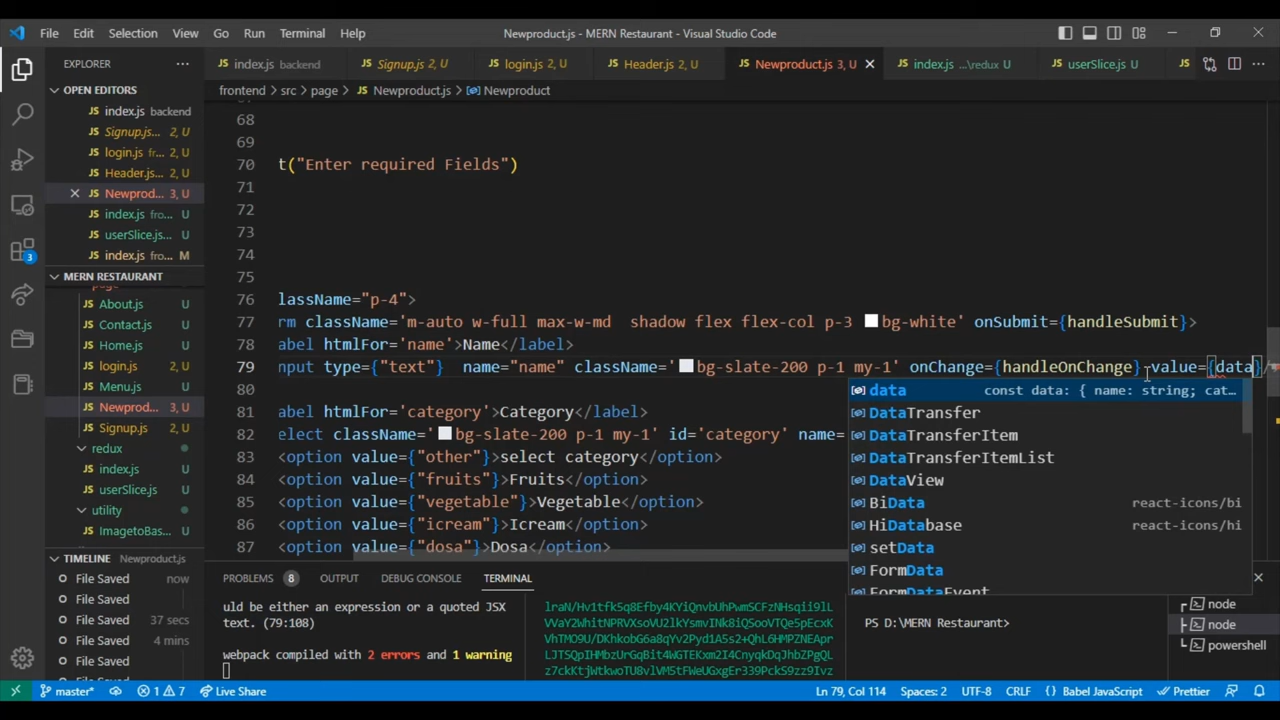 File Edit Selection View Go Run Terminal Help Newproduct.js - MERN Restaurant - Visual Studio Code
EXPLORER
JS index.js backend JS Signup.js 2, U JS login.js 2, U JS Header.js 2, U JS Newproduct.js 3, U JS index.js ...\redux U JS userSlice.js U JS
OPEN EDITORS
frontend > src > page > JS Newproduct.js > Newproduct
JS index.js backend
JS Signup.js... 2, U
JS login.js fr... 2, U
JS Header.js... 2, U
JS Newprod... 3, U
JS index.js fro... U
JS userSlice.js... U
JS index.js fro... M
MERN RESTAURANT
page
JS About.js U
JS Contact.js U
JS Home.js U
JS login.js U
JS Menu.js U
JS Newprod... 3, U
JS Signup.js 2, U
redux
JS index.js U
JS userSlice.js U
utility
JS ImagetoBas... U
TIMELINE Newproduct.js
File Saved now
File Saved
File Saved 37 secs
File Saved 4 mins
File Saved
68
69
70 t("Enter required Fields")
71
72
73
74
75
76 lassName="p-4">
77 rm className='m-auto w-full max-w-md shadow flex flex-col p-3 bg-white' onSubmit={handleSubmit}>
78 abel htmlFor='name'>Name</label>
79 nput type={"text"} name="name" className='bg-slate-200 p-1 my-1' onChange={handleOnChange} value={data}/>
80
81 abel htmlFor='category'>Category</label>
82 elect className='bg-slate-200 p-1 my-1' id='category' name=
83 <option value={"other"}>select category</option>
84 <option value={"fruits"}>Fruits</option>
85 <option value={"vegetable"}>Vegetable</option>
86 <option value={"icream"}>Icream</option>
87 <option value={"dosa"}>Dosa</option>
data const data: { name: string; cat...
DataTransfer
DataTransferItem
DataTransferItemList
DataView
BiData react-icons/bi
HiDatabase react-icons/hi
setData
FormData
FormDataEvent
PROBLEMS 8 OUTPUT DEBUG CONSOLE TERMINAL
uld be either an expression or a quoted JSX
text. (79:108)
webpack compiled with 2 errors and 1 warning
PS D:\MERN Restaurant>
node
node
powershell
3
master* 1 7 Live Share Ln 79, Col 114 Spaces: 2 UTF-8 CRLF {} Babel JavaScript Prettier